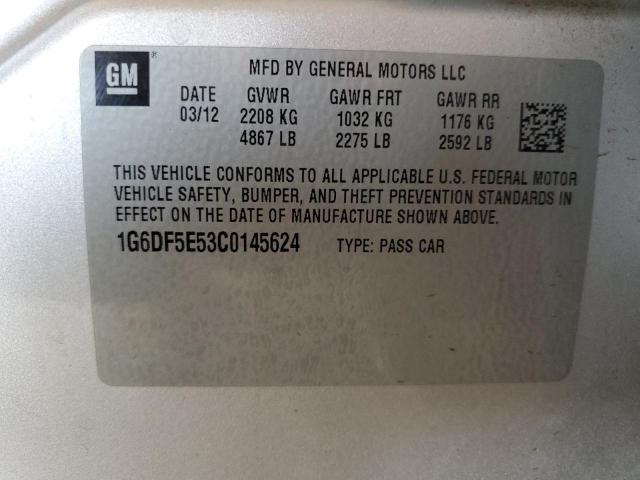 GM
MFD BY GENERAL MOTORS LLC
DATE GVWR GAWR FRT GAWR RR
03/12 2208 KG 1032 KG 1176 KG
4867 LB 2275 LB 2592 LB
THIS VEHICLE CONFORMS TO ALL APPLICABLE U.S. FEDERAL MOTOR
VEHICLE SAFETY, BUMPER, AND THEFT PREVENTION STANDARDS IN
EFFECT ON THE DATE OF MANUFACTURE SHOWN ABOVE.
1G6DF5E53C0145624 TYPE: PASS CAR